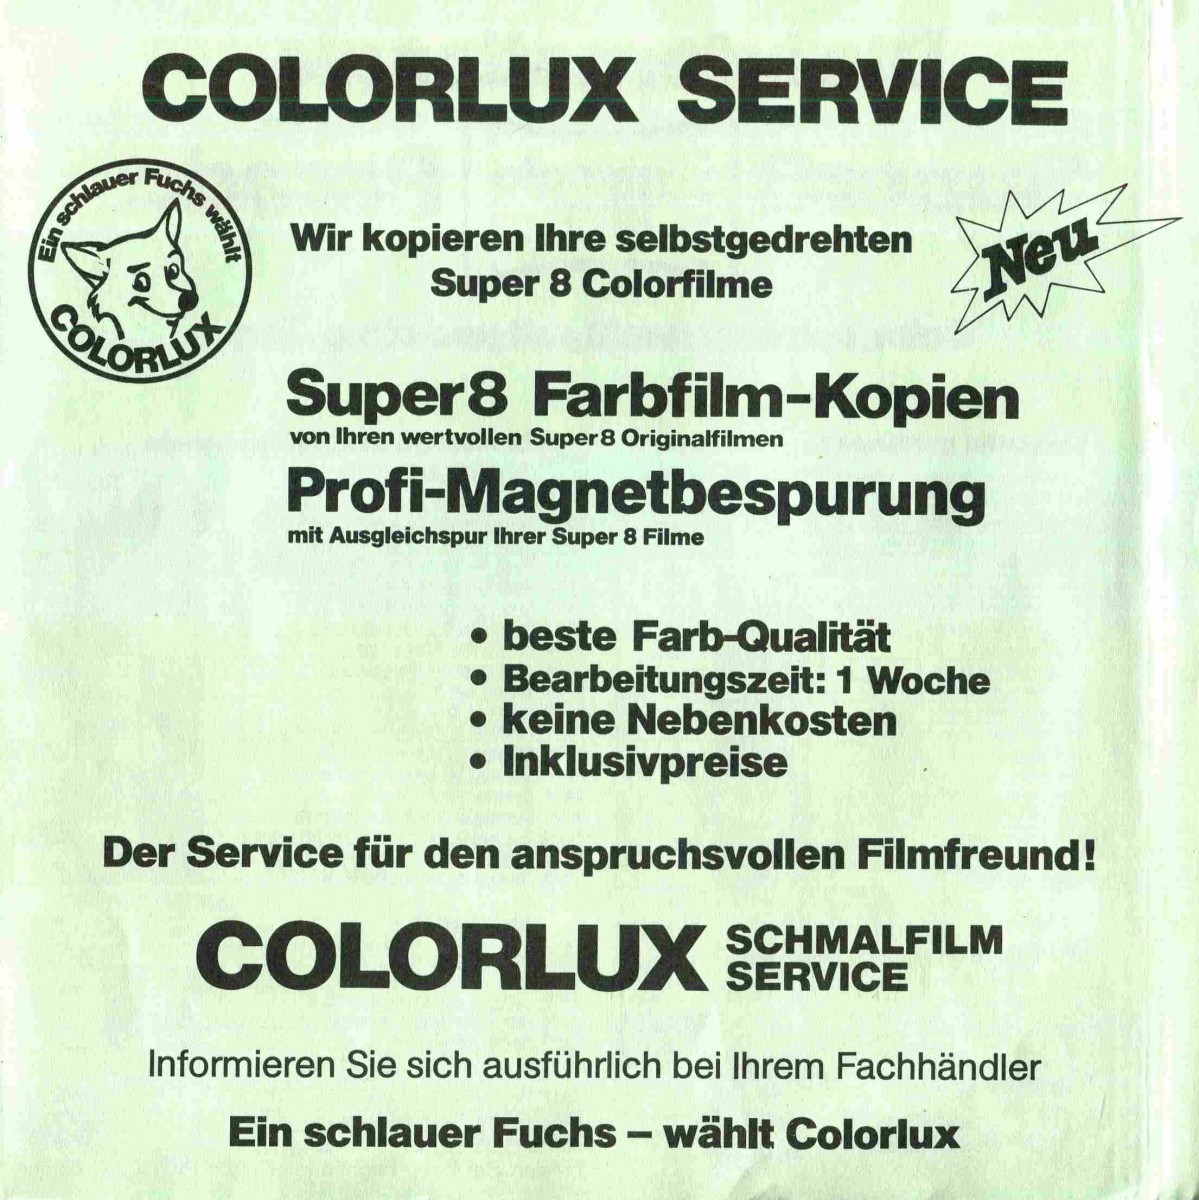 COLORLUX SERVICE
Ein schlauer Fuchs wählt
COLORLUX
Wir kopieren Ihre selbstgedrehten
Super 8 Colorfilme
Neu
Super8 Farbfilm-Kopien
von Ihren wertvollen Super8 Originalfilmen
Profi-Magnetbespurung
mit Ausgleichspur Ihrer Super 8 Filme
• beste Farb-Qualität
• Bearbeitungszeit: 1 Woche
• keine Nebenkosten
• Inklusivpreise
Der Service für den anspruchsvollen Filmfreund!
COLORLUX SCHMALFILM
SERVICE
Informieren Sie sich ausführlich bei Ihrem Fachhändler
Ein schlauer Fuchs – wählt Colorlux